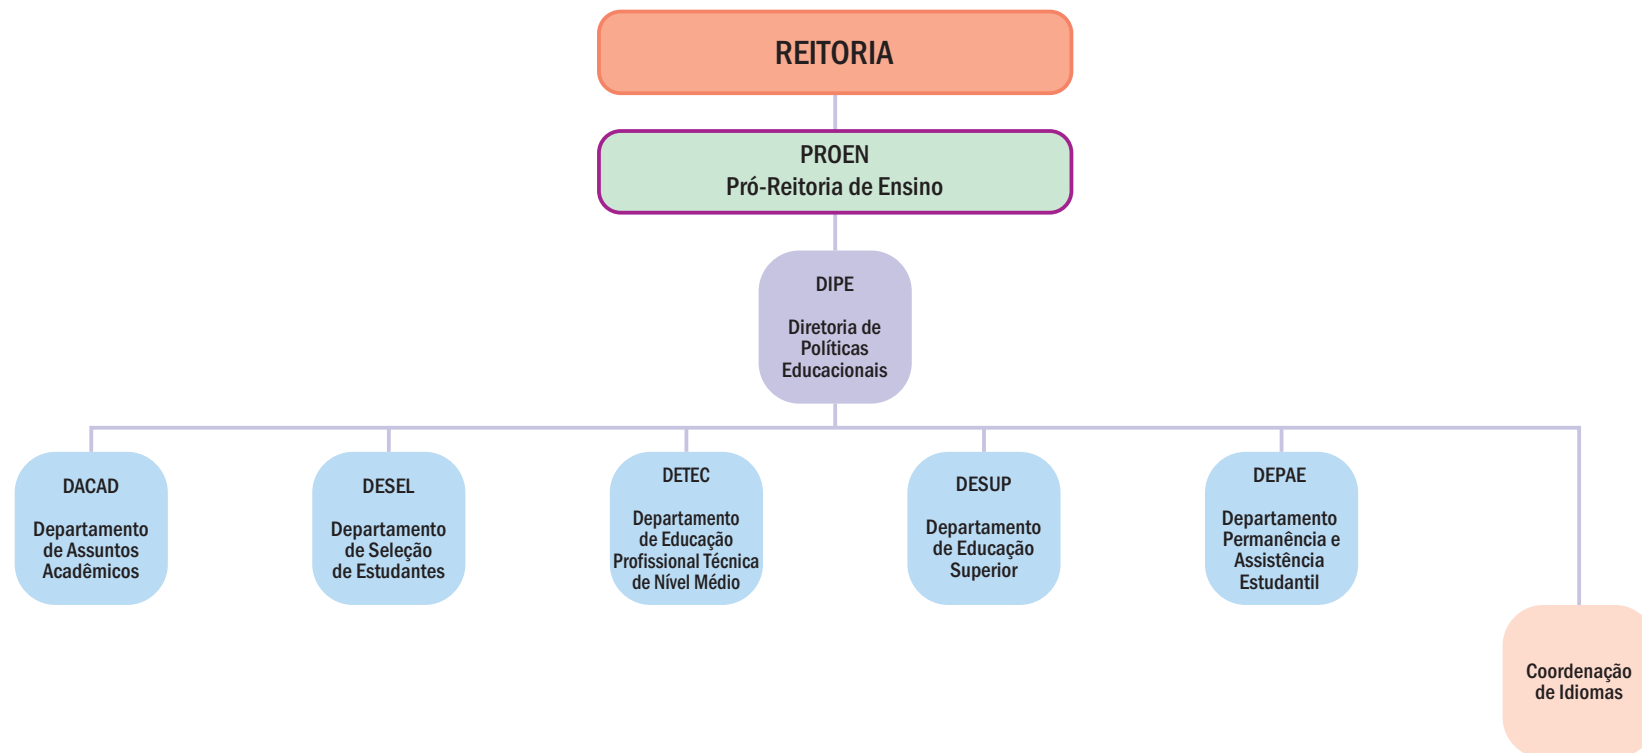 REITORIA
PROEN
Pró-Reitoria de Ensino
DIPE
Diretoria de
Políticas
Educacionais
DACAD
Departamento
de Assuntos
Acadêmicos
DESEL
Departamento
de Seleção
de Estudantes
DETEC
Departamento
de Educação
Profissional Técnica
de Nível Médio
DESUP
Departamento
de Educação
Superior
DEPAE
Departamento
Permanência e
Assistência
Estudantil
Coordenação
de Idiomas